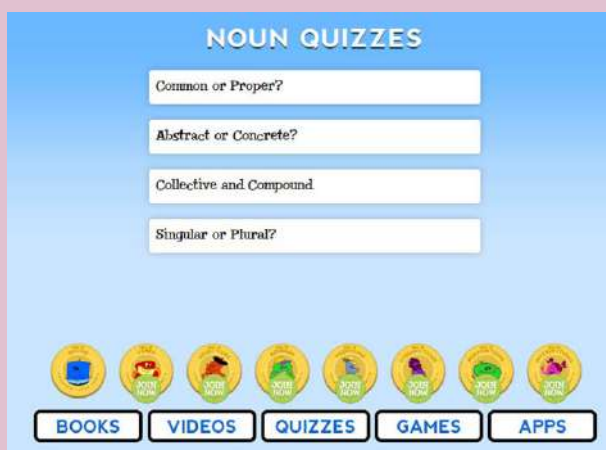 NOUN QUIZZES
Common or Proper?
Abstract or Concrete?
Collective and Compound
Singular or Plural?
JOIN NOW
JOIN NOW
JOIN NOW
JOIN NOW
JOIN NOW
JOIN NOW
JOIN NOW
BOOKS VIDEOS QUIZZES GAMES APPS